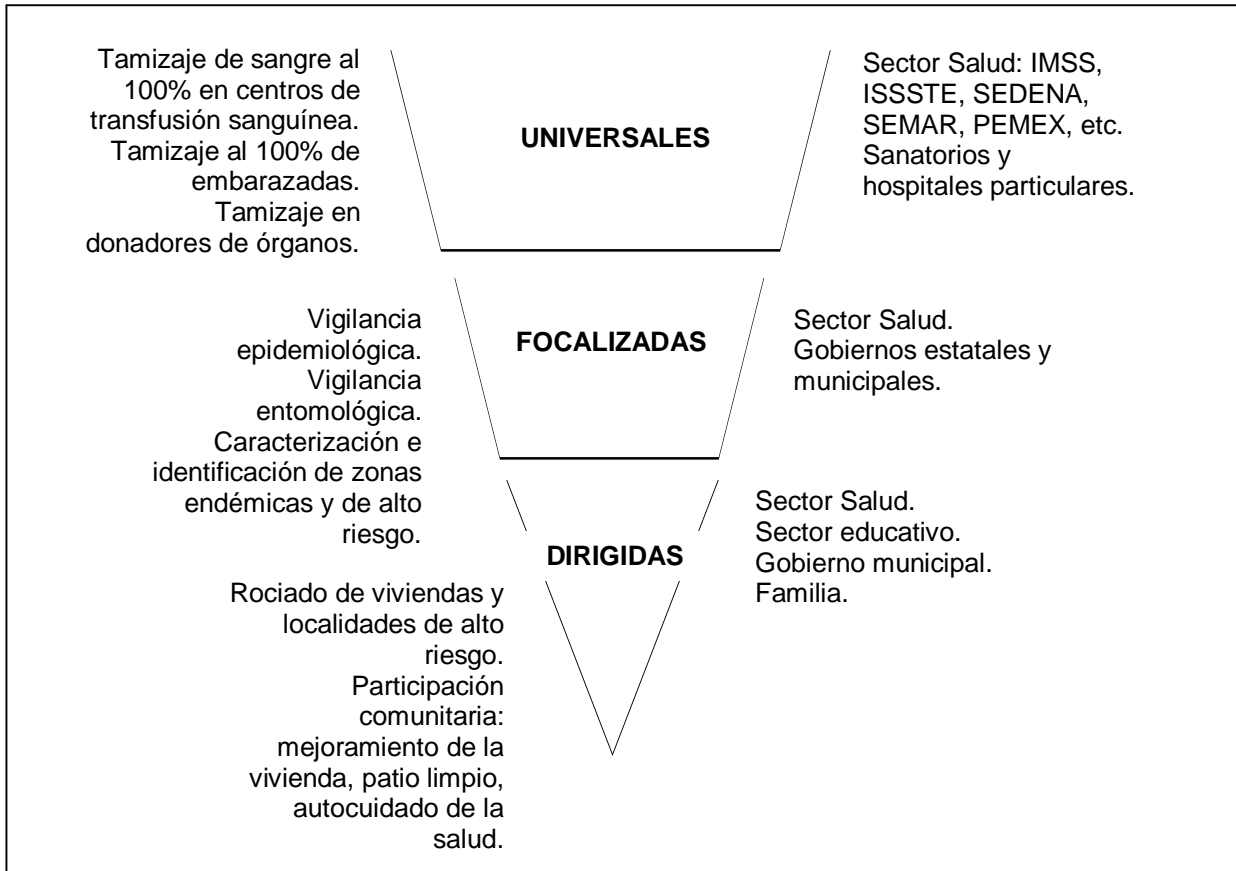 Tamizaje de sangre al
100% en centros de
transfusión sanguínea.
Tamizaje al 100% de
embarazadas.
Tamizaje en
donadores de órganos.
UNIVERSALES
Sector Salud: IMSS,
ISSSTE, SEDENA,
SEMAR, PEMEX, etc.
Sanatorios y
hospitales particulares.
Vigilancia
epidemiológica.
Vigilancia
entomológica.
Caracterización e
identificación de zonas
endémicas y de alto
riesgo.
FOCALIZADAS
Sector Salud.
Gobiernos estatales y
municipales.
Rociado de viviendas y
localidades de alto
riesgo.
Participación
comunitaria:
mejoramiento de la
vivienda, patio limpio,
autocuidado de la
salud.
DIRIGIDAS
Sector Salud.
Sector educativo.
Gobierno municipal.
Familia.